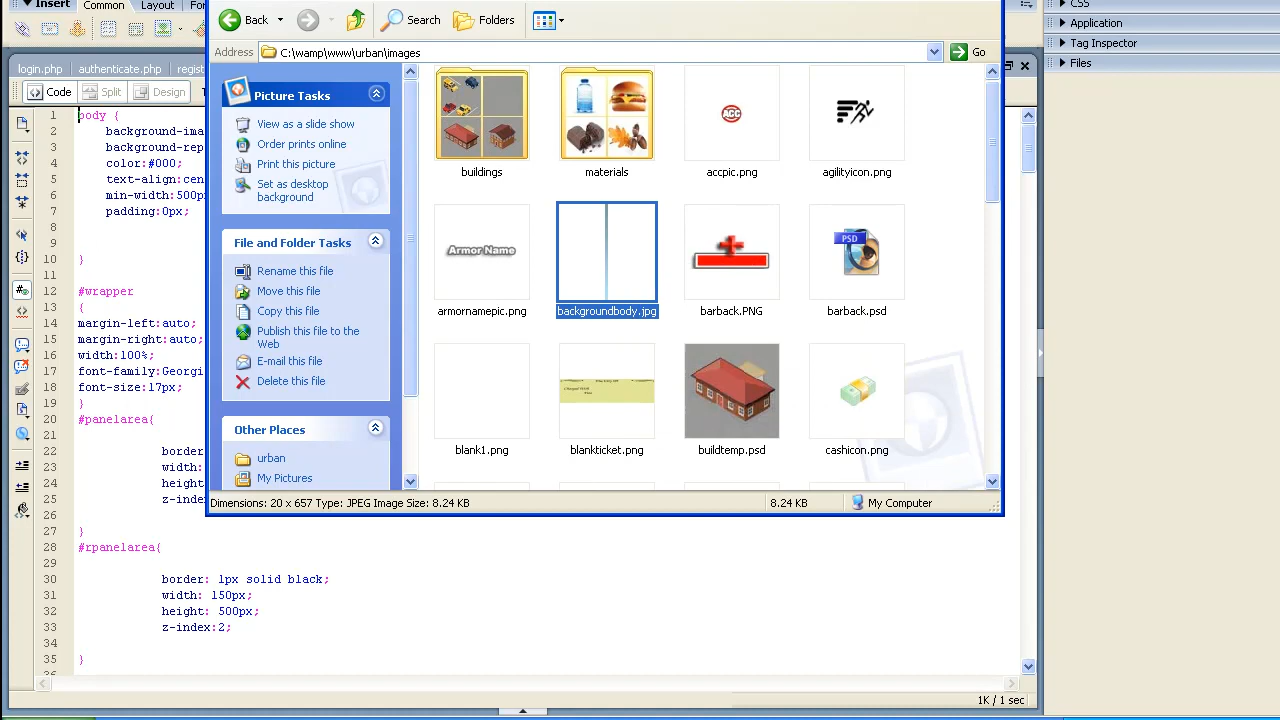 Insert
Common
Layout
Back
Search
Folders
Address C:\wamp\www\urban\images
Go
CSS
Application
Tag Inspector
Files
login.php
authenticate.php
Code
Split
Design
Picture Tasks
View as a slide show
Order prints online
Print this picture
Set as desktop
background
File and Folder Tasks
Rename this file
Move this file
Copy this file
Publish this file to the
Web
E-mail this file
Delete this file
Other Places
urban
My Pictures
buildings
materials
ACC
accpic.png
agilityicon.png
Armor Name
armornamepic.png
backgroundbody.jpg
barback.PNG
PSD
barback.psd
blank1.png
blankticket.png
buildtemp.psd
cashicon.png
Dimensions: 20 x 767 Type: JPEG Image Size: 8.24 KB
8.24 KB
My Computer
1 body {
2 background-ima
3 background-rep
4 color:#000;
5 text-align:cen
6 min-width:500p
7 padding:0px;
8
9
10 }
11
12 #wrapper
13 {
14 margin-left:auto;
15 margin-right:auto;
16 width:100%;
17 font-family:Georgi
18 font-size:17px;
19 }
20 #panelarea{
21
22 border
23 width:
24 height
25 z-inde
26
27 }
28 #rpanelarea{
29
30 border: 1px solid black;
31 width: 150px;
32 height: 500px;
33 z-index:2;
34
35 }
1K / 1 sec